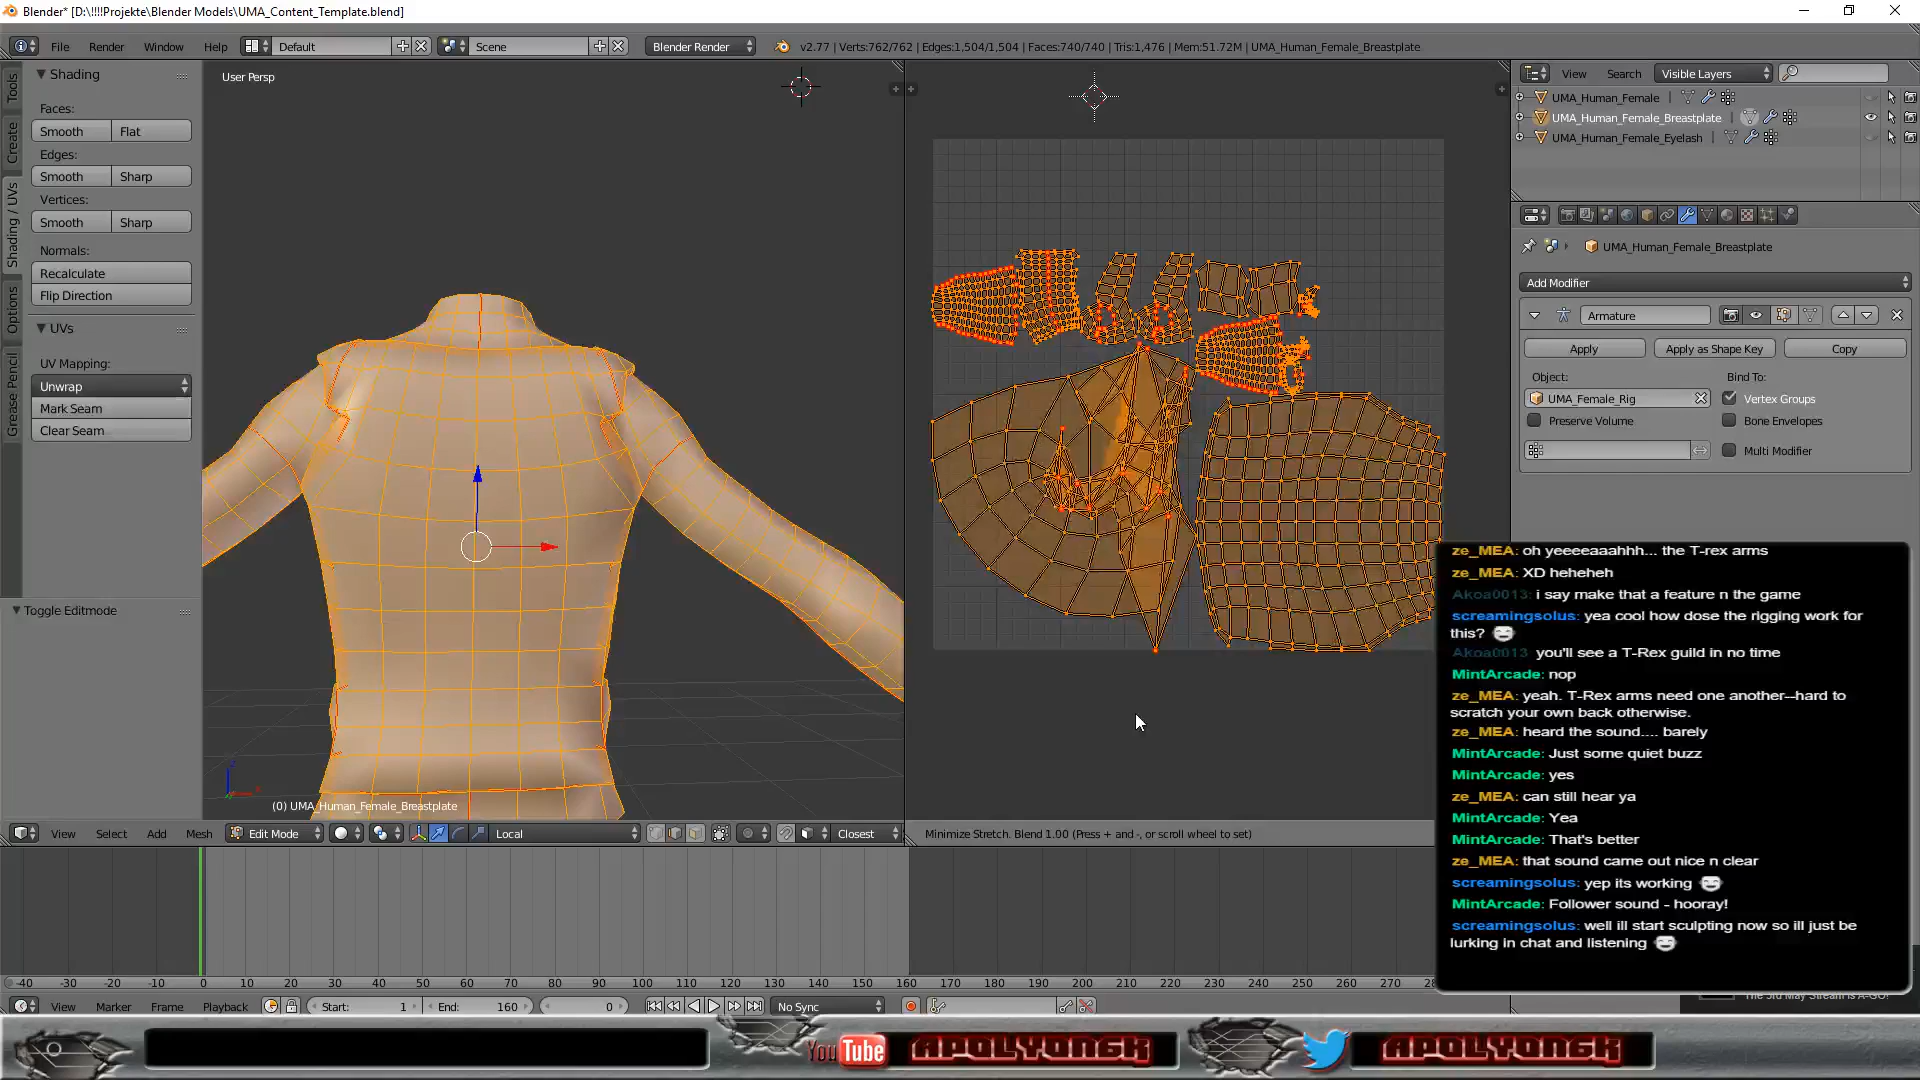 Blender* [D:\!!!!Projekte\Blender Models\UMA_Content_Template.blend]
File Render Window Help Default Scene Blender Render v2.77 | Verts:762/762 | Edges:1,504/1,504 | Faces:740/740 | Tris:1,476 | Mem:51.72M | UMA_Human_Female_Breastplate
Tools
Create
Shading / UVs
Options
Grease Pencil
Shading
Faces:
Smooth Flat
Edges:
Smooth Sharp
Vertices:
Smooth Sharp
Normals:
Recalculate
Flip Direction
UVs
UV Mapping:
Unwrap
Mark Seam
Clear Seam
Toggle Editmode
User Persp
(0) UMA_Human_Female_Breastplate
View Select Add Mesh Edit Mode Local Closest
Minimize Stretch. Blend 1.00 (Press + and -, or scroll wheel to set)
View Search Visible Layers
UMA_Human_Female
UMA_Human_Female_Breastplate
UMA_Human_Female_Eyelash
UMA_Human_Female_Breastplate
Add Modifier
Armature
Apply Apply as Shape Key Copy
Object: Bind To:
UMA_Female_Rig Vertex Groups
Preserve Volume Bone Envelopes
Multi Modifier
ze_MEA: oh yeeeeaaahhh... the T-rex arms
ze_MEA: XD heheheh
Akoa0013: i say make that a feature n the game
screamingsolus: yea cool how dose the rigging work for
this?
Akoa0013 you'll see a T-Rex guild in no time
MintArcade: nop
ze_MEA: yeah. T-Rex arms need one another--hard to
scratch your own back otherwise.
ze_MEA: heard the sound.... barely
MintArcade: Just some quiet buzz
MintArcade: yes
ze_MEA: can still hear ya
MintArcade: Yea
MintArcade: That's better
ze_MEA: that sound came out nice n clear
screamingsolus: yep its working
MintArcade: Follower sound - hooray!
screamingsolus: well ill start sculpting now so ill just be
lurking in chat and listening
The 3rd May Stream is A-GO!
-40 -30 -20 -10 0 10 20 30 40 50 60 70 80 90 100 110 120 130 140 150 160 170 180 190 200 210 220 230 240 250 260 270
View Marker Frame Playback Start: 1 End: 160 0 No Sync
YouTube APOLYON6K APOLYON6K